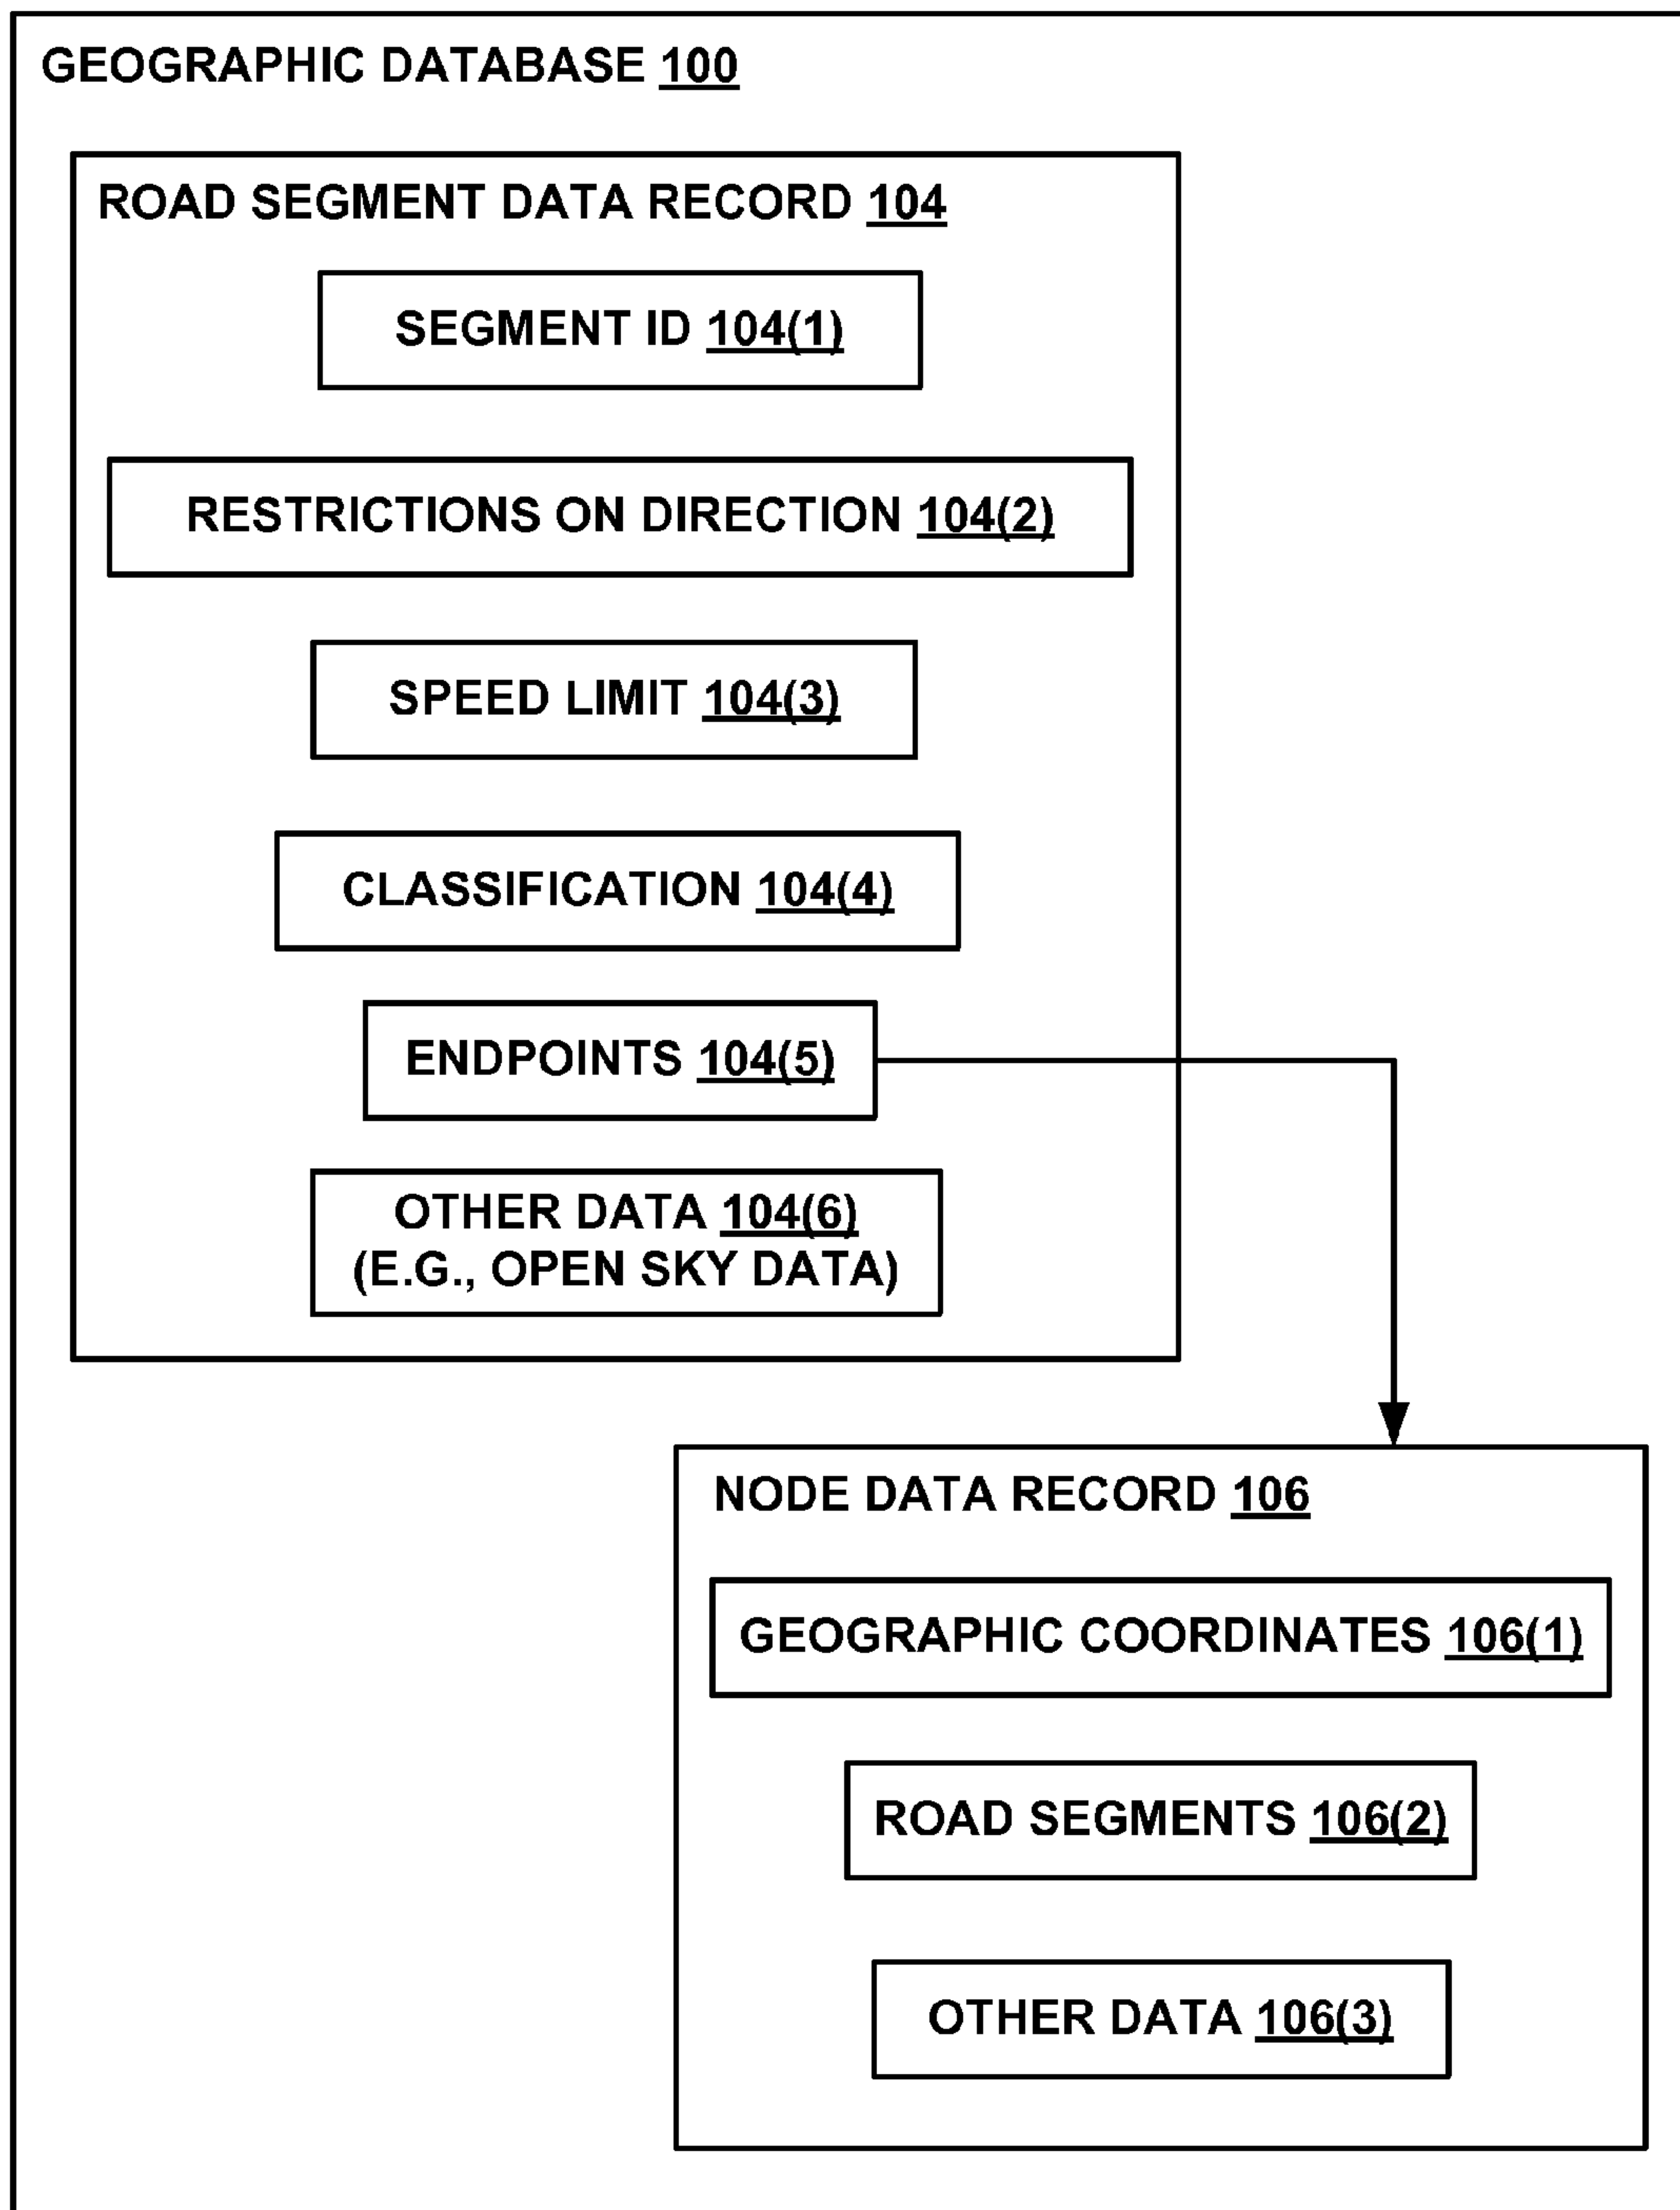 GEOGRAPHIC DATABASE 100
ROAD SEGMENT DATA RECORD 104
SEGMENT ID 104(1)
RESTRICTIONS ON DIRECTION 104(2)
SPEED LIMIT 104(3)
CLASSIFICATION 104(4)
ENDPOINTS 104(5)
OTHER DATA 104(6)
(E.G., OPEN SKY DATA)
NODE DATA RECORD 106
GEOGRAPHIC COORDINATES 106(1)
ROAD SEGMENTS 106(2)
OTHER DATA 106(3)